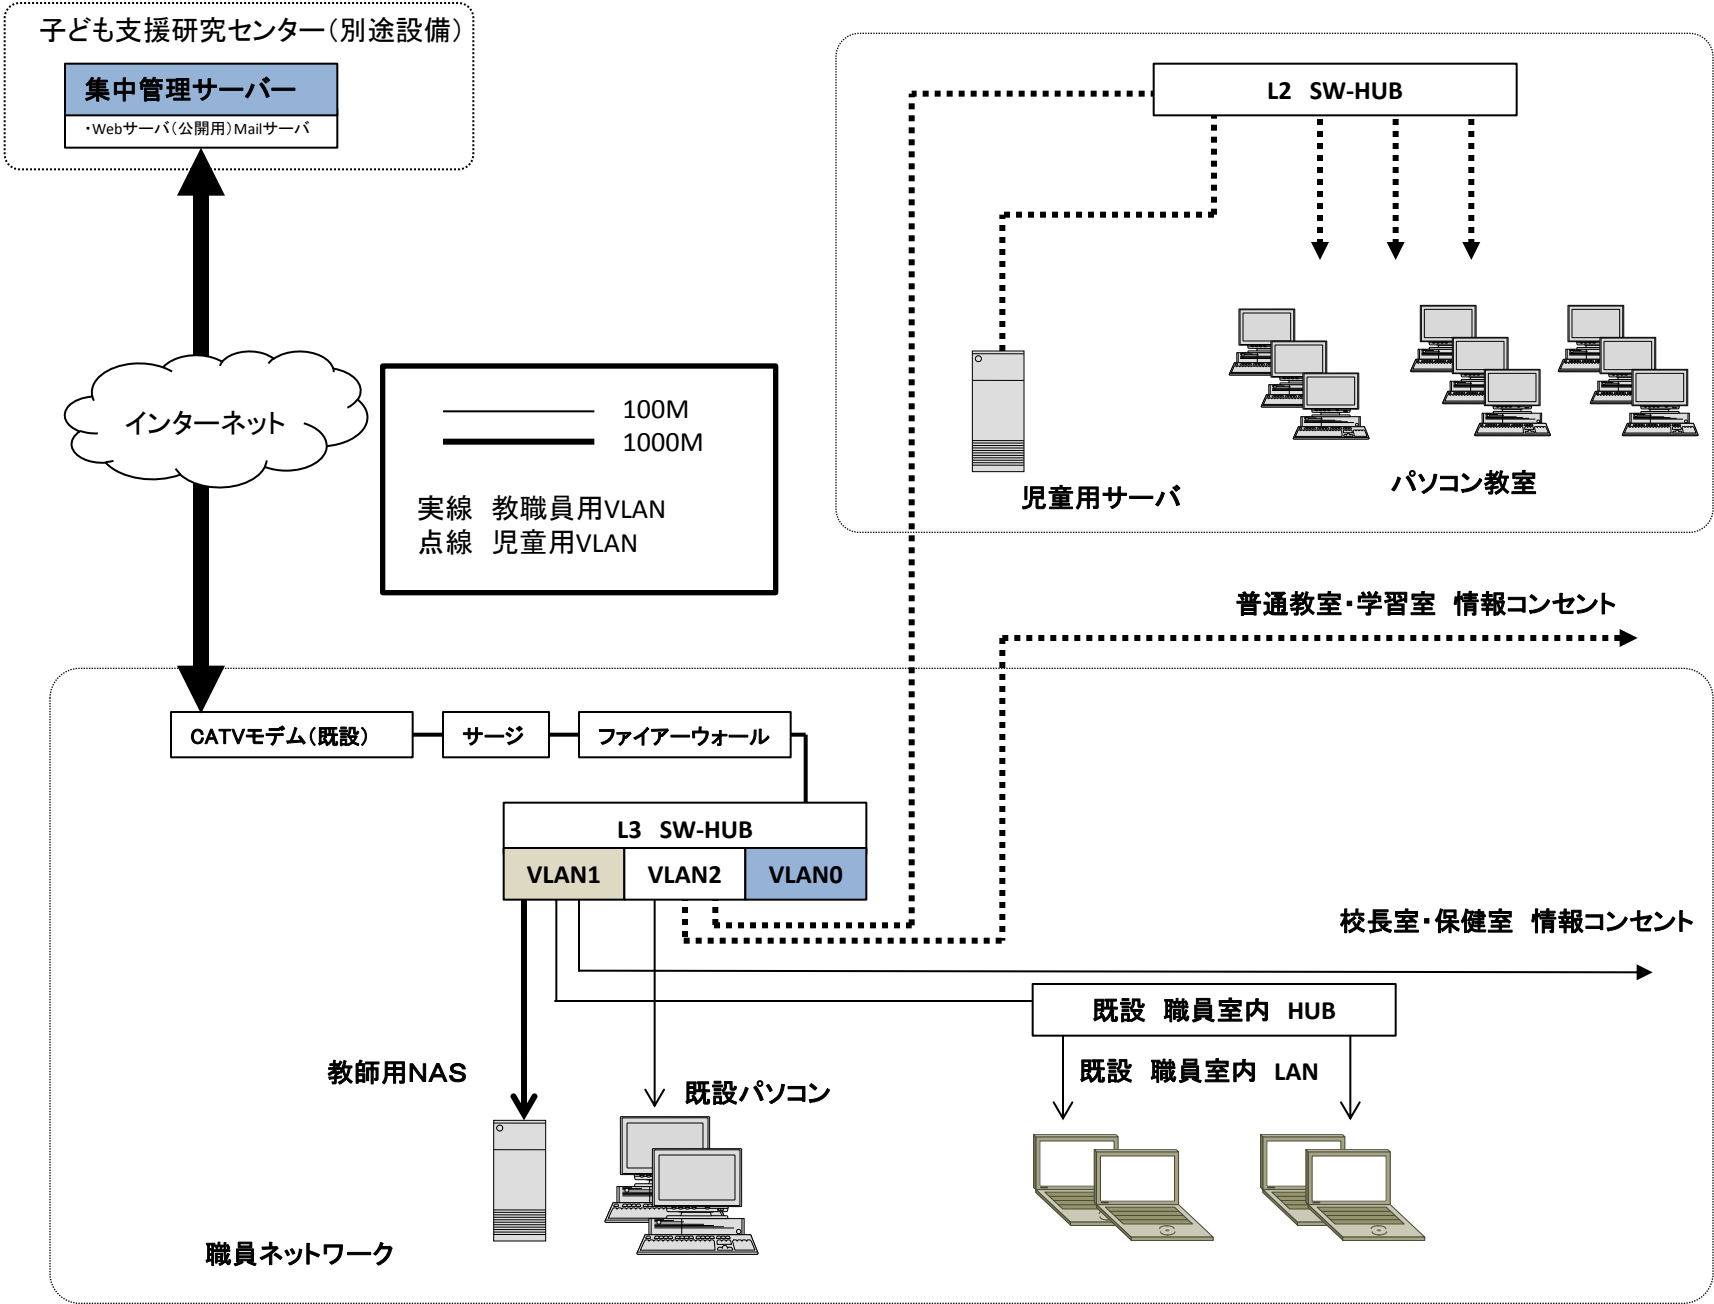 子ども支援研究センター（別途設備）
集中管理サーバー
・Webサーバ（公開用）Mailサーバ
L2 SW-HUB
インターネット
100M
1000M
実線　教職員用VLAN
点線　児童用VLAN
児童用サーバ
パソコン教室
普通教室・学習室　情報コンセント
CATVモデム（既設）
サージ
ファイアーウォール
L3 SW-HUB
VLAN1
VLAN2
VLAN0
校長室・保健室　情報コンセント
既設　職員室内　HUB
教師用NAS
既設パソコン
既設　職員室内　LAN
職員ネットワーク